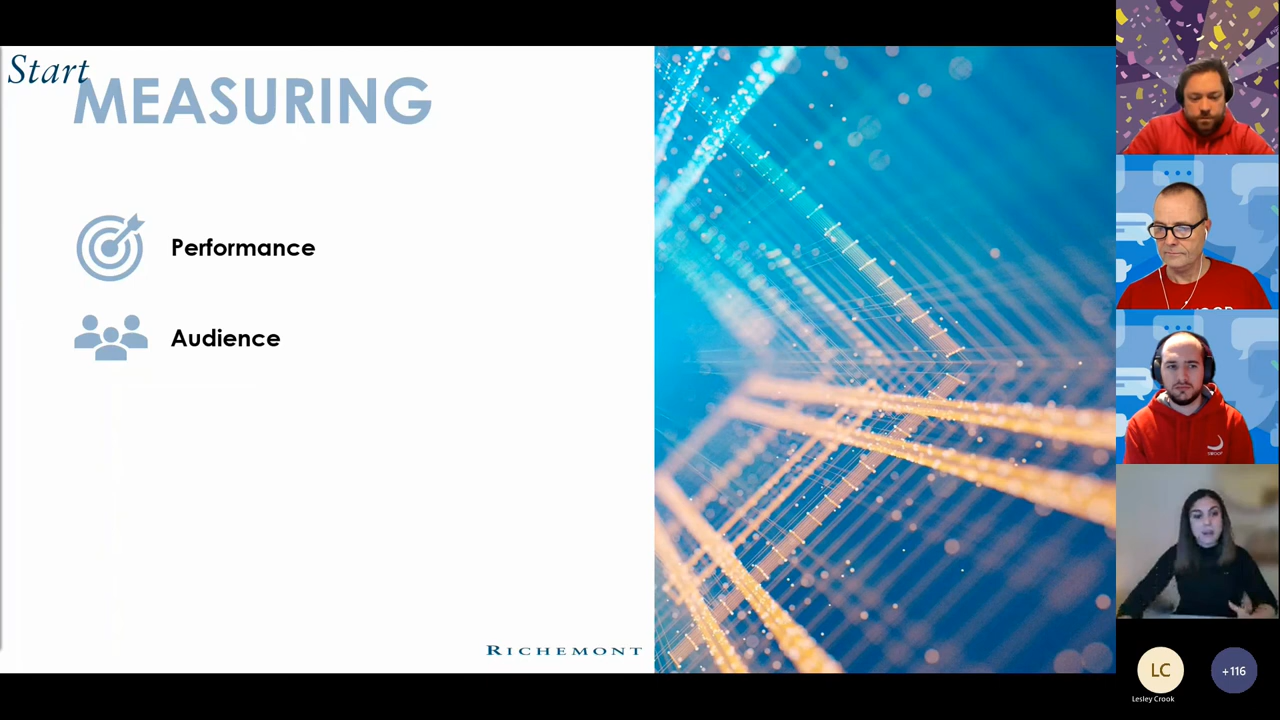 Start
MEASURING
Performance
Audience
RICHEMONT
LC
+116
Lesley Crook